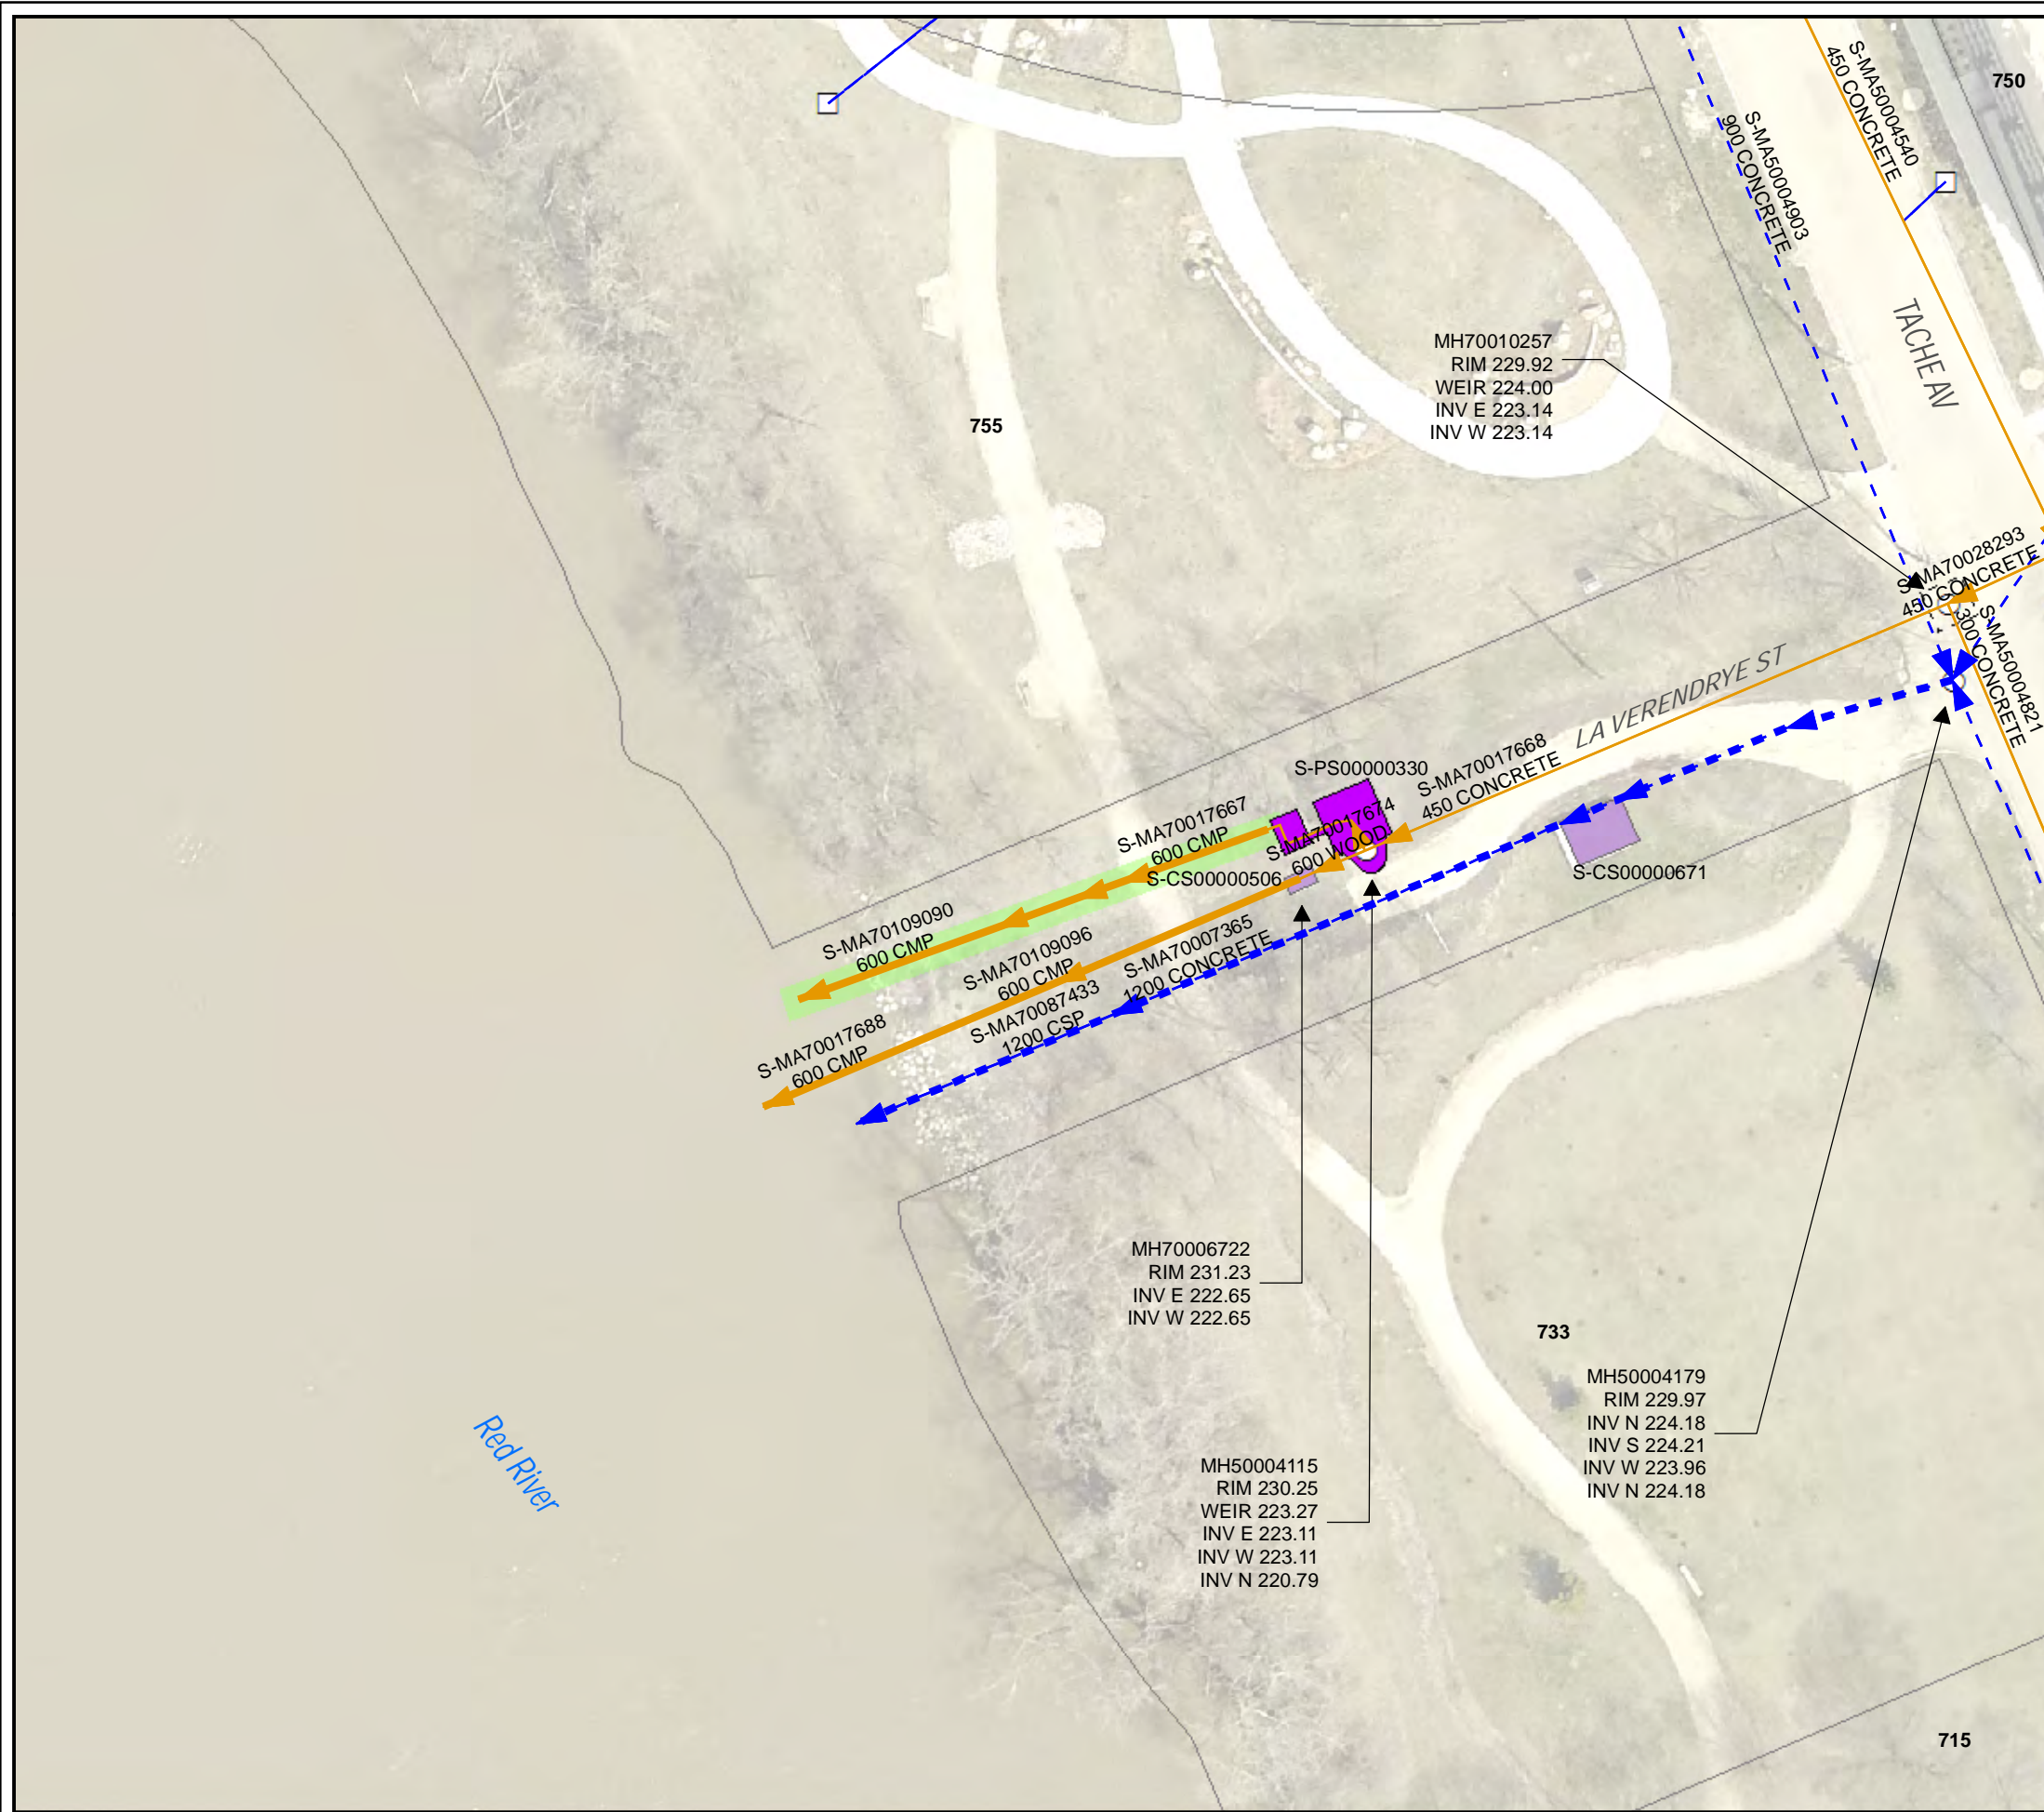 750
S-MA50004540
450 CONCRETE
S-MA50004903
900 CONCRETE
TACHE AV
MH70010257
RIM 229.92
WEIR 224.00
INV E 223.14
INV W 223.14
755
S-MA70028293
450 CONCRETE
S-MA50004821
300 CONCRETE
LA VERENDRYE ST
S-PS00000330
S-MA70017668
450 CONCRETE
S-MA70017667
600 CMP
S-MA70017674
600 WOOD
S-CS00000506
S-CS00000671
S-MA70109090
600 CMP
S-MA70109096
600 CMP
S-MA70007365
1200 CONCRETE
S-MA70087433
1200 CSP
S-MA70017688
600 CMP
MH70006722
RIM 231.23
INV E 222.65
INV W 222.65
733
MH50004179
RIM 229.97
INV N 224.18
INV S 224.21
INV W 223.96
INV N 224.18
Red River
MH50004115
RIM 230.25
WEIR 223.27
INV E 223.11
INV W 223.11
INV N 220.79
715